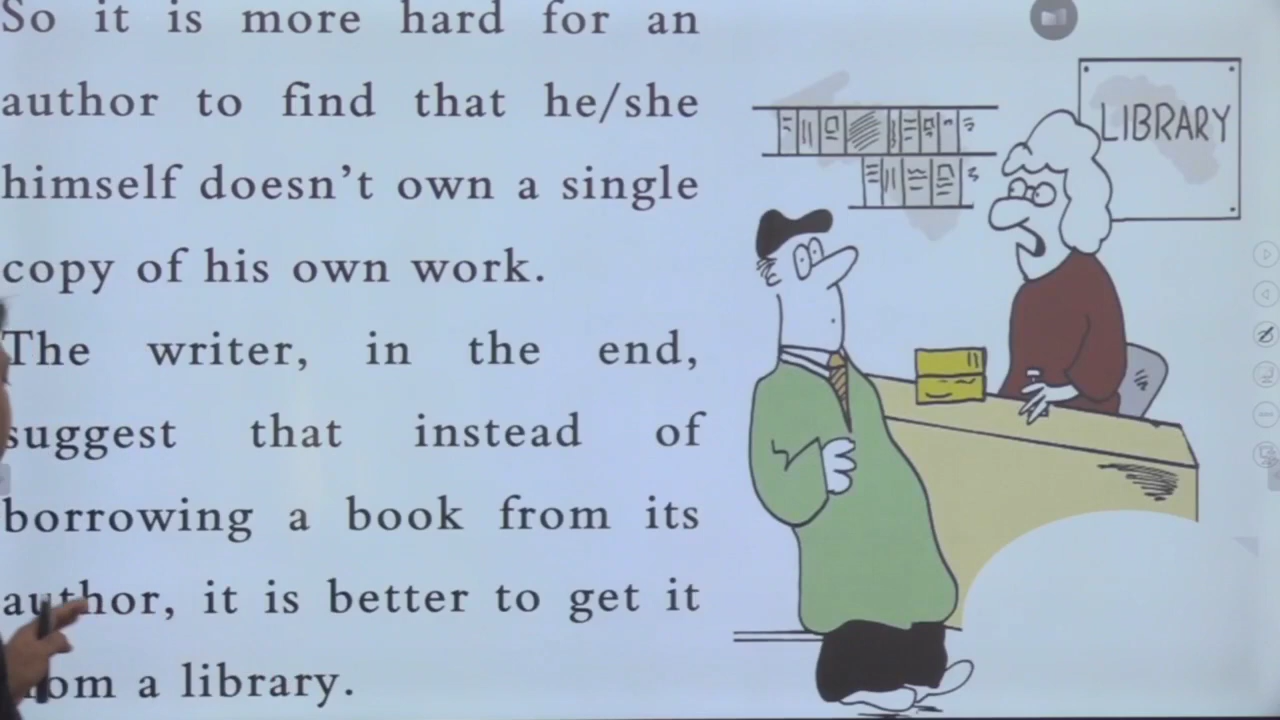 So it is more hard for an
author to find that he/she
himself doesn't own a single
copy of his own work.
The writer, in the end,
suggest that instead of
borrowing a book from its
author, it is better to get it
from a library.
LIBRARY